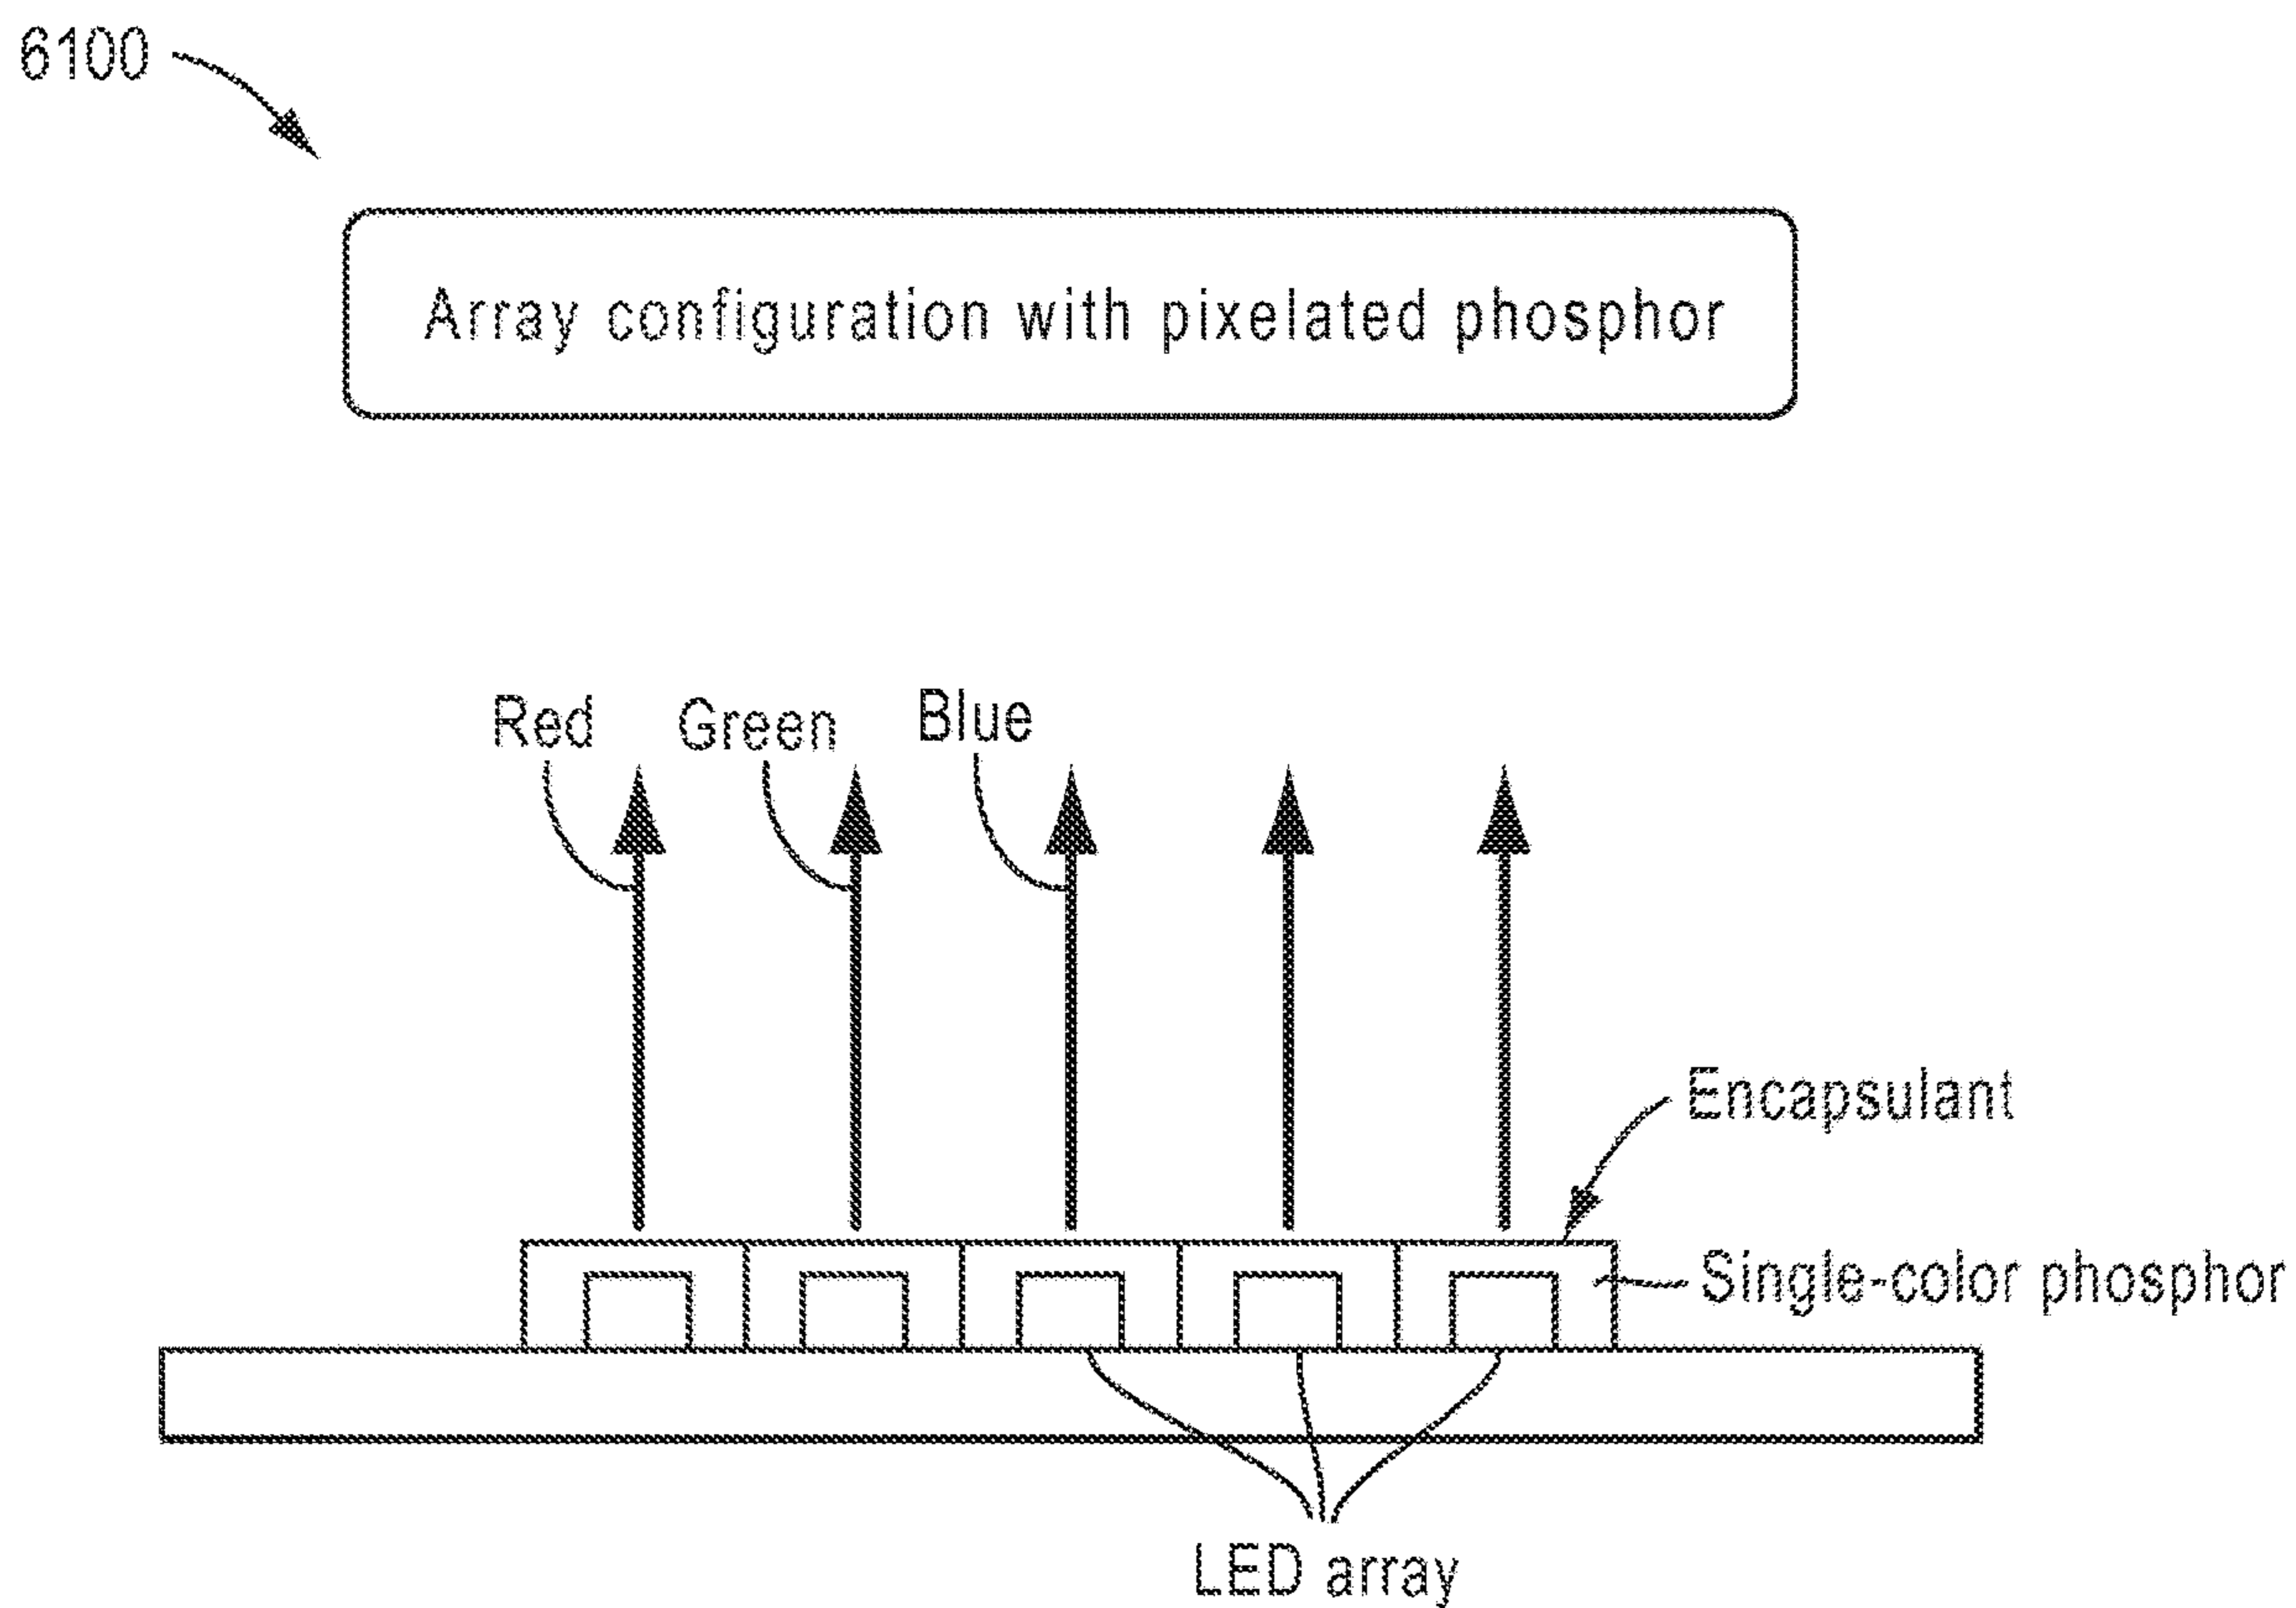 6100
Array configuration with pixelated phosphor
Red
Green
Blue
Encapsulant
Single-color phosphor
LED array